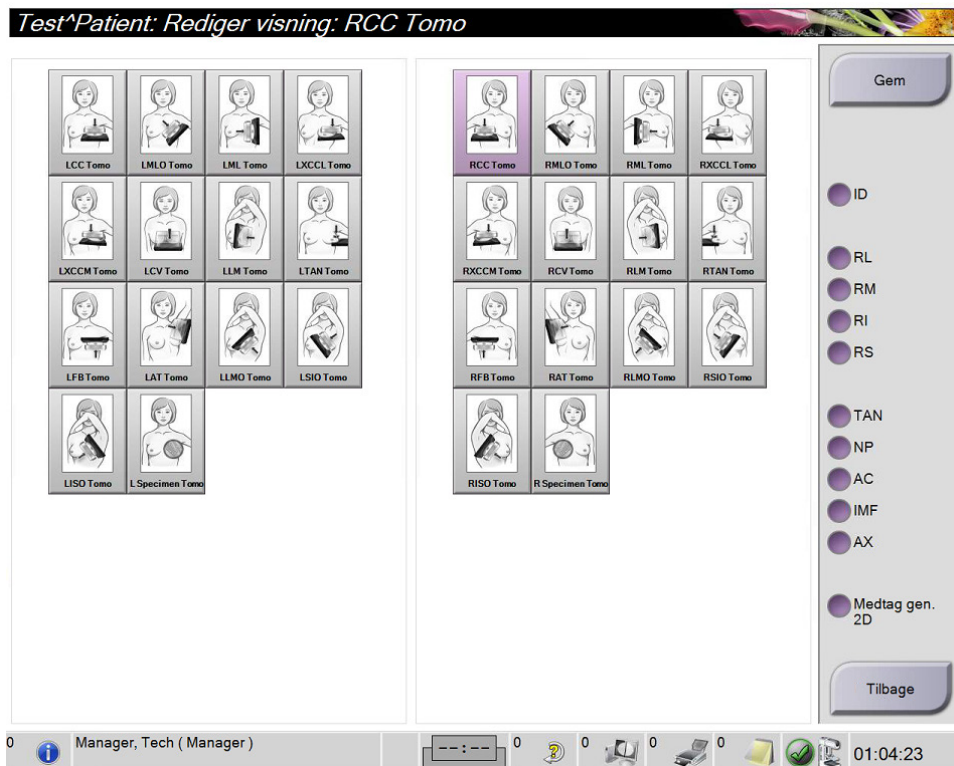 Test^Patient: Rediger visning: RCC Tomo
LCC Tomo LMLO Tomo LML Tomo LXCCL Tomo
LXCCM Tomo LCV Tomo LLM Tomo LTAN Tomo
LFB Tomo LAT Tomo LLMO Tomo LSIO Tomo
LISO Tomo L Specimen Tomo
RCC Tomo RMLO Tomo RML Tomo RXCCL Tomo
RXCCM Tomo RCV Tomo RLM Tomo RTAN Tomo
RFB Tomo RAT Tomo RLMO Tomo RSIO Tomo
RISO Tomo R Specimen Tomo
Gem
ID
RL
RM
RI
RS
TAN
NP
AC
IMF
AX
Medtag gen.
2D
Tilbage
0 Manager, Tech ( Manager ) --:-- 0 0 0 0 01:04:23